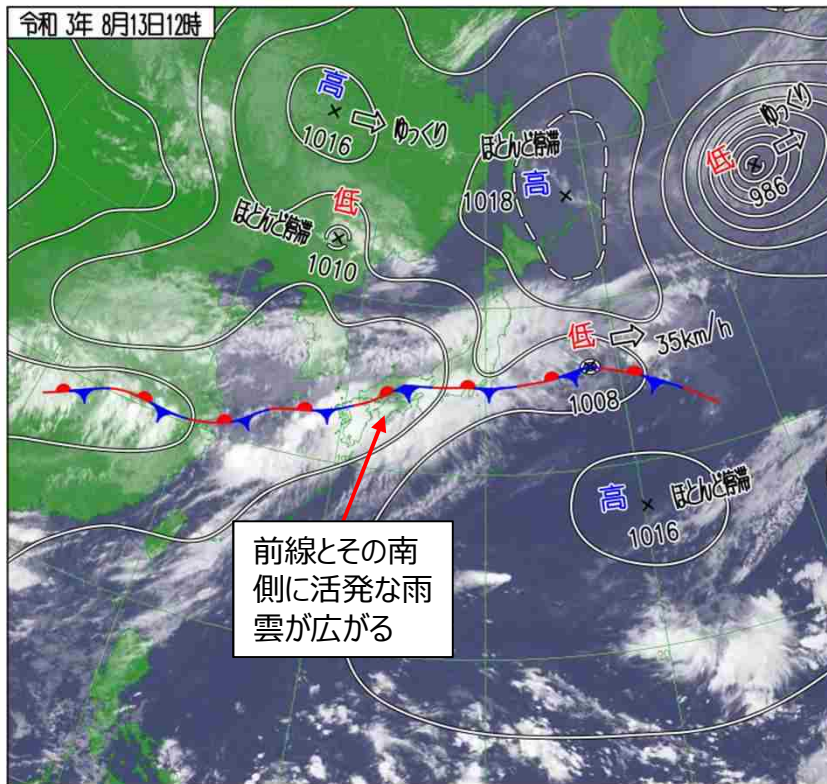 令和 3年 8月13日12時
高
1016
ゆっくり
ほとんど停滞
高
1018
低
ゆっくり
986
低
ほとんど停滞
1010
低
35km/h
1008
高
ほとんど停滞
1016
前線とその南
側に活発な雨
雲が広がる
20